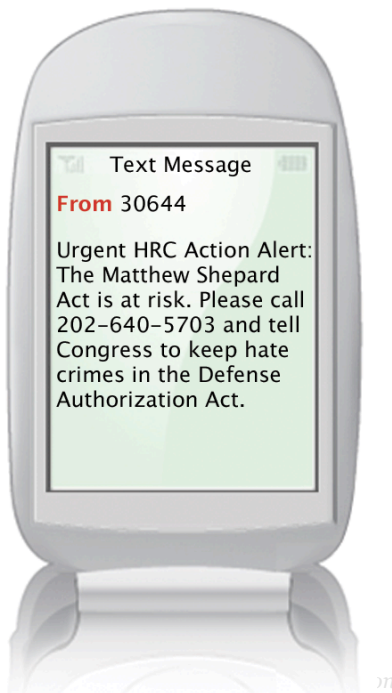 Text Message
From 30644
Urgent HRC Action Alert:
The Matthew Shepard
Act is at risk. Please call
202-640-5703 and tell
Congress to keep hate
crimes in the Defense
Authorization Act.